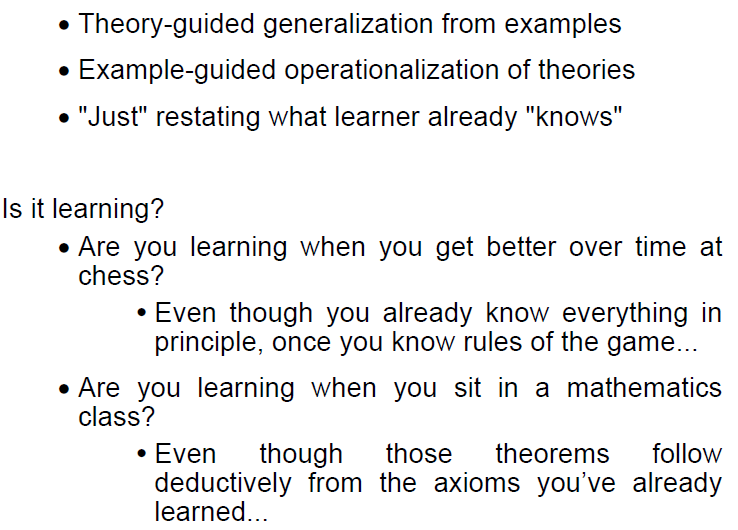 • Theory-guided generalization from examples
• Example-guided operationalization of theories
• "Just" restating what learner already "knows"
Is it learning?
• Are you learning when you get better over time at
chess?
• Even though you already know everything in
principle, once you know rules of the game...
• Are you learning when you sit in a mathematics
class?
• Even though those theorems follow
deductively from the axioms you’ve already
learned...